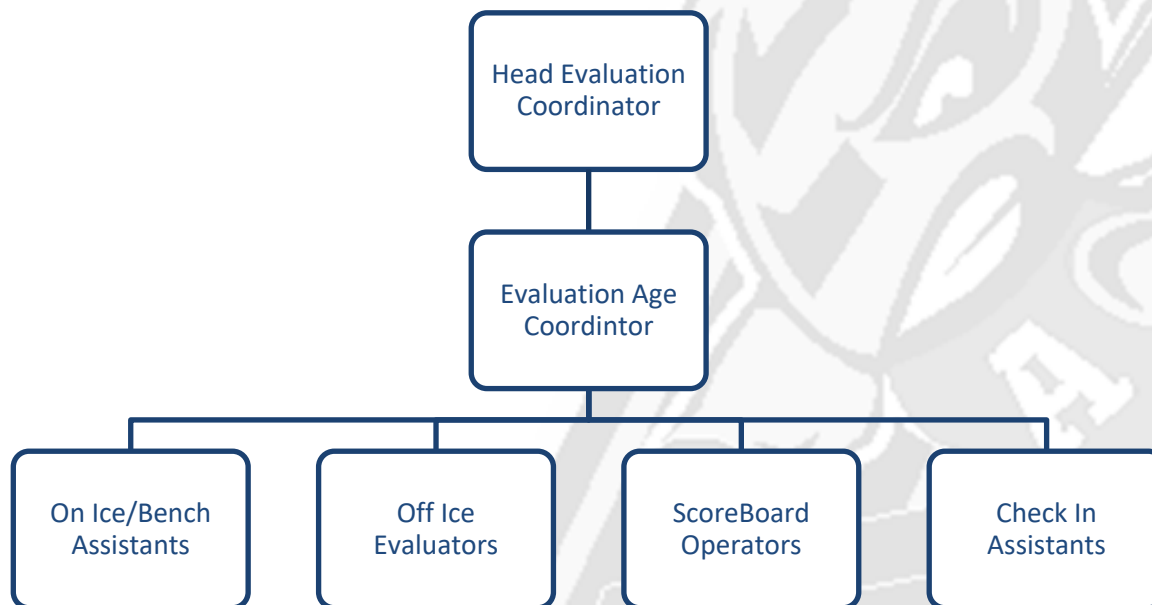 Head Evaluation
Coordinator
Evaluation Age
Coordintor
On Ice/Bench
Assistants
Off Ice
Evaluators
ScoreBoard
Operators
Check In
Assistants
A